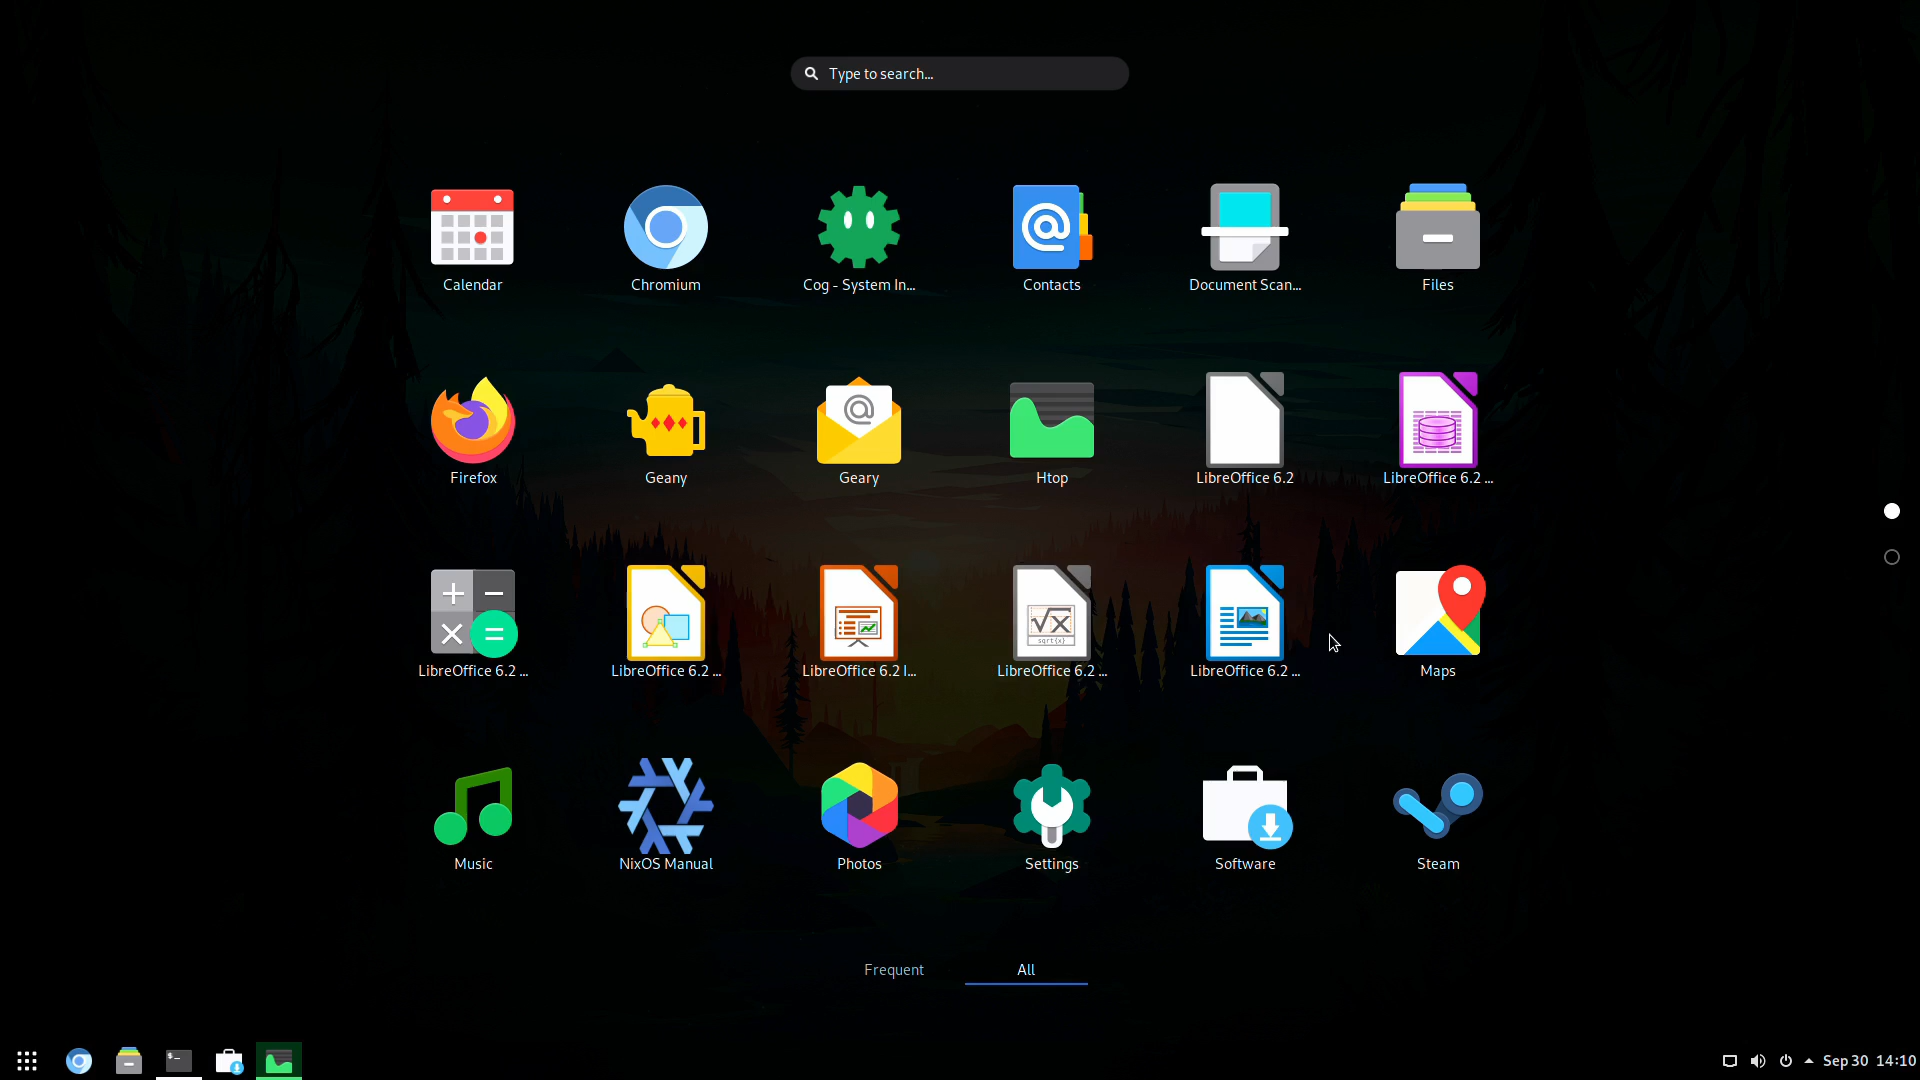 Type to search...
Calendar
Chromium
Cog - System In...
Contacts
Document Scan...
Files
Firefox
Geany
Geary
Htop
LibreOffice 6.2
LibreOffice 6.2 ...
sqrt{x}
LibreOffice 6.2 ...
LibreOffice 6.2 ...
LibreOffice 6.2 I...
LibreOffice 6.2 ...
LibreOffice 6.2 ...
Maps
Music
NixOS Manual
Photos
Settings
Software
Steam
Frequent
All
$_
Sep 30 14:10